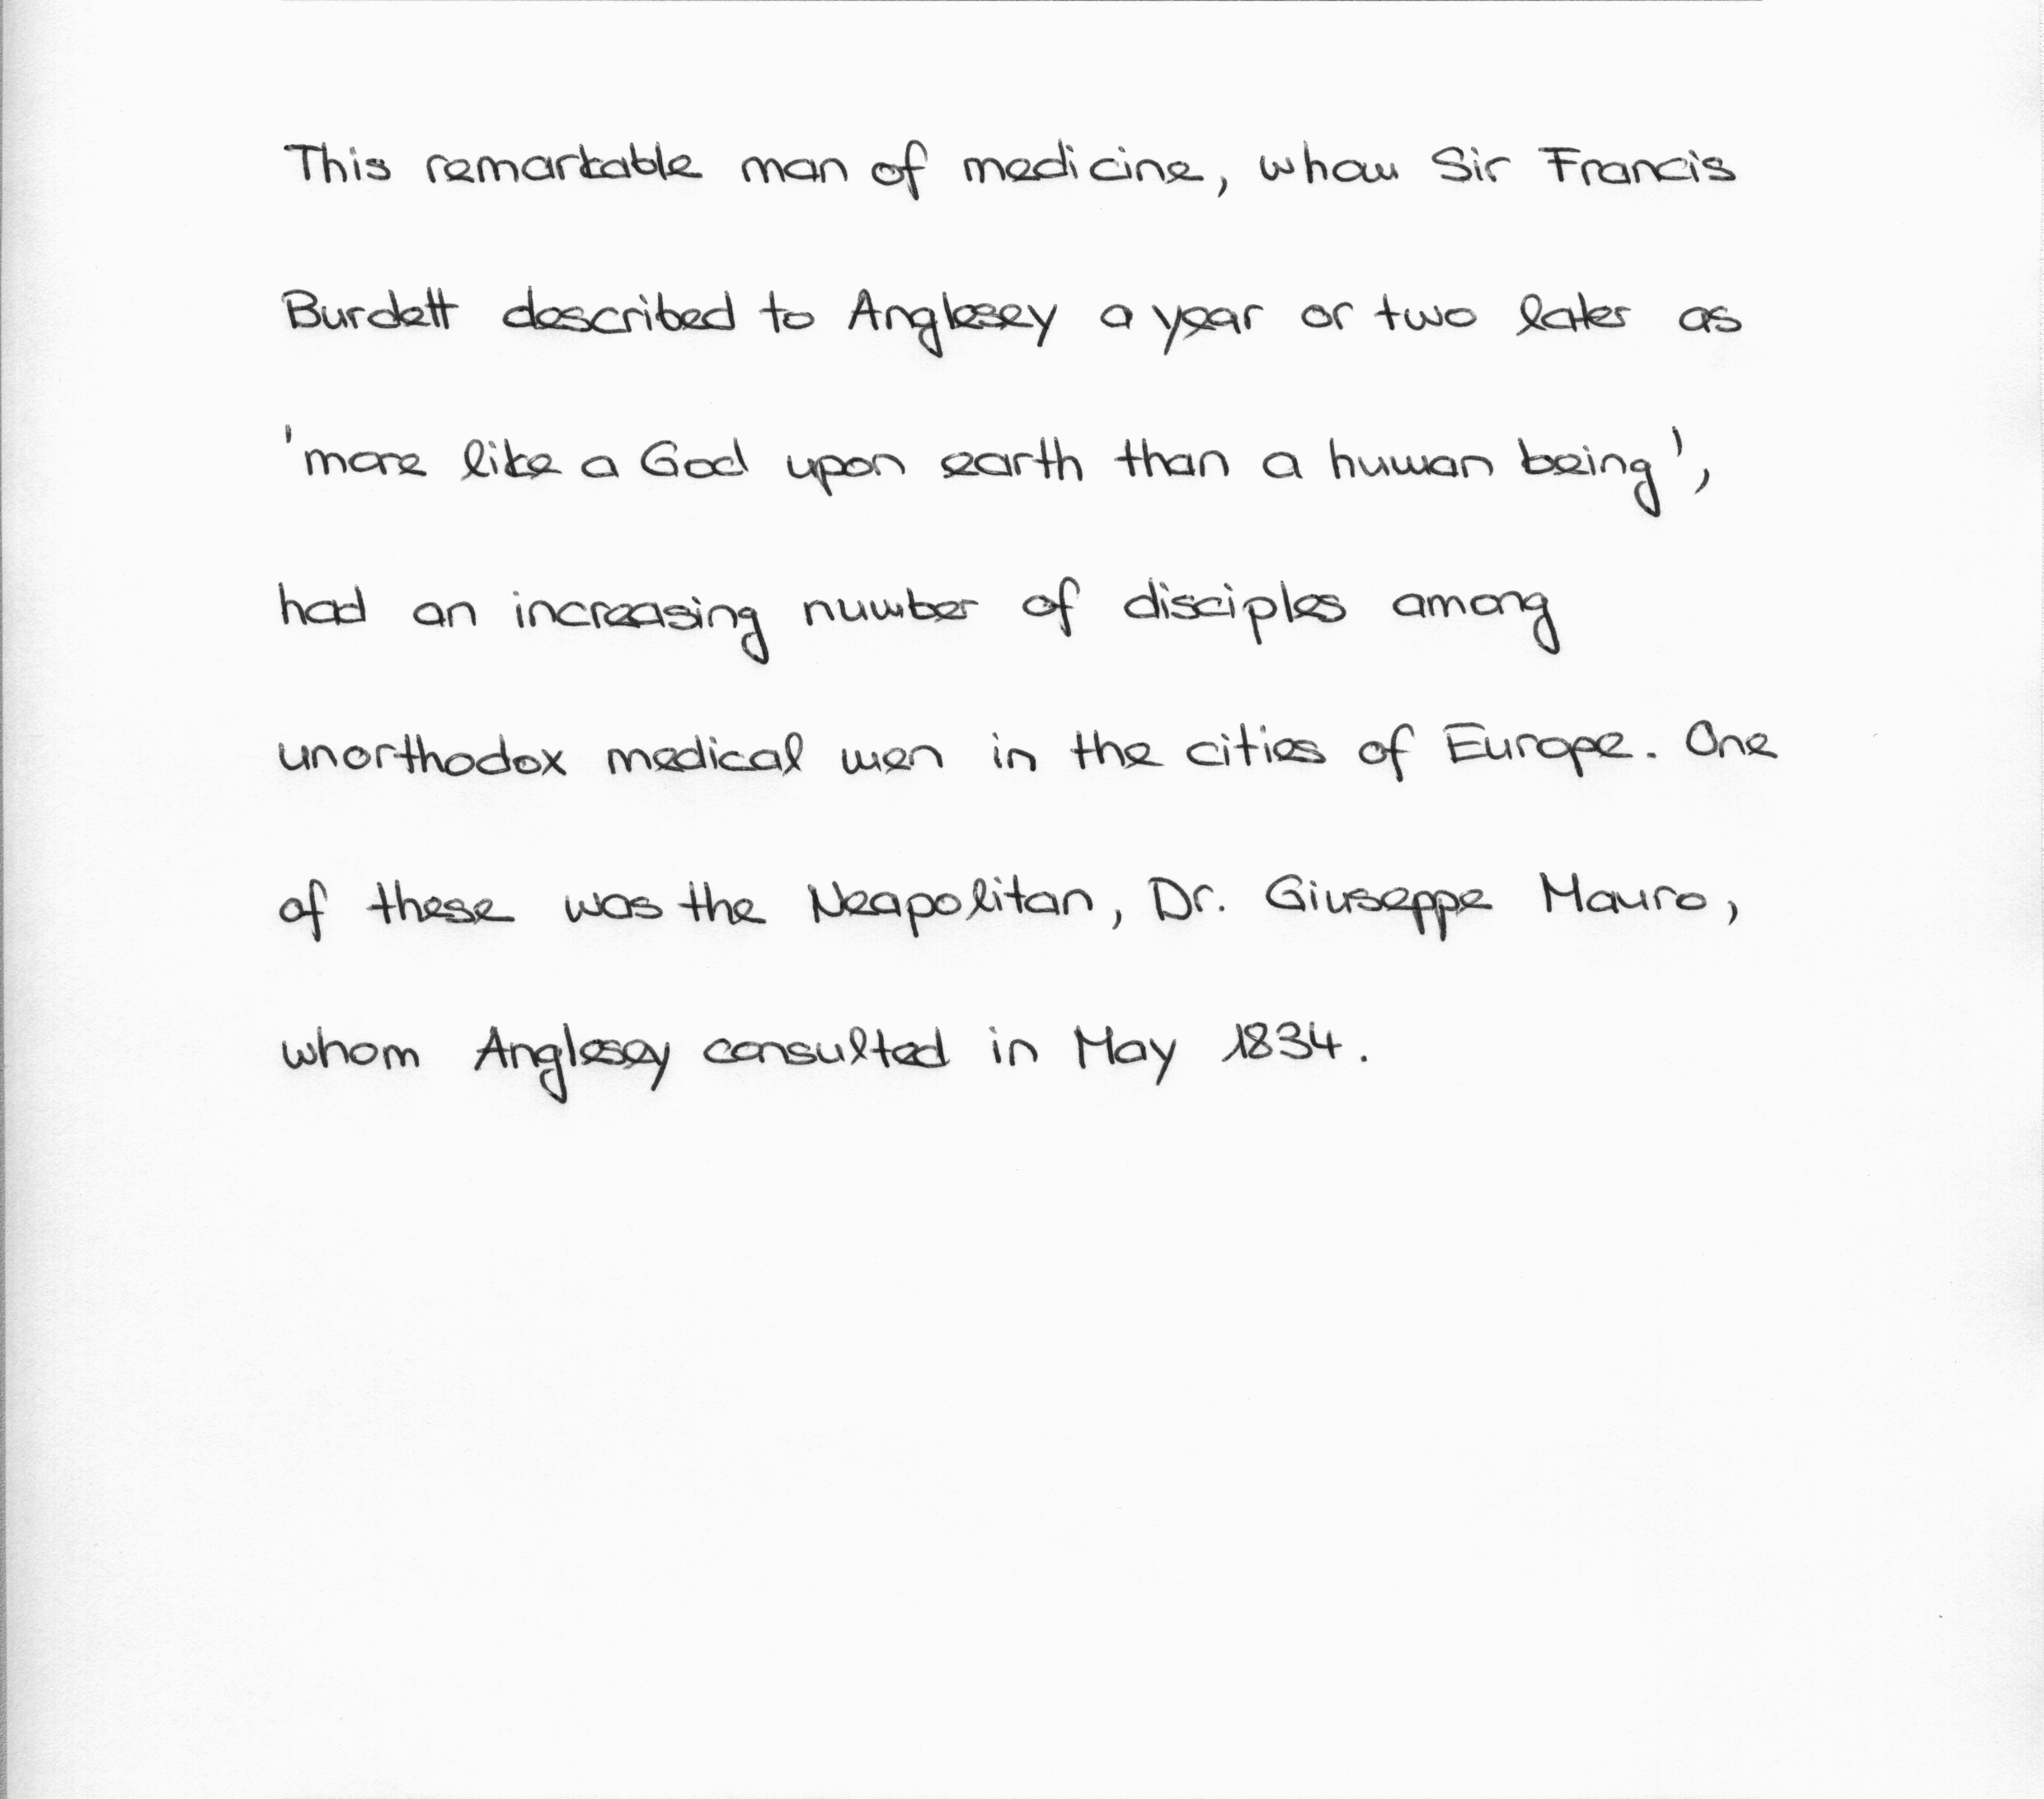 This remarkable man of medicine, whom Sir Francis
Burdett described to Anglesey a year or two later as
'more like a God upon earth than a human being',
had an increasing number of disciples among
unorthodox medical men in the cities of Europe. One
of these was the Neapolitan, Dr. Giuseppe Mauro,
whom Anglesey consulted in May 1834.